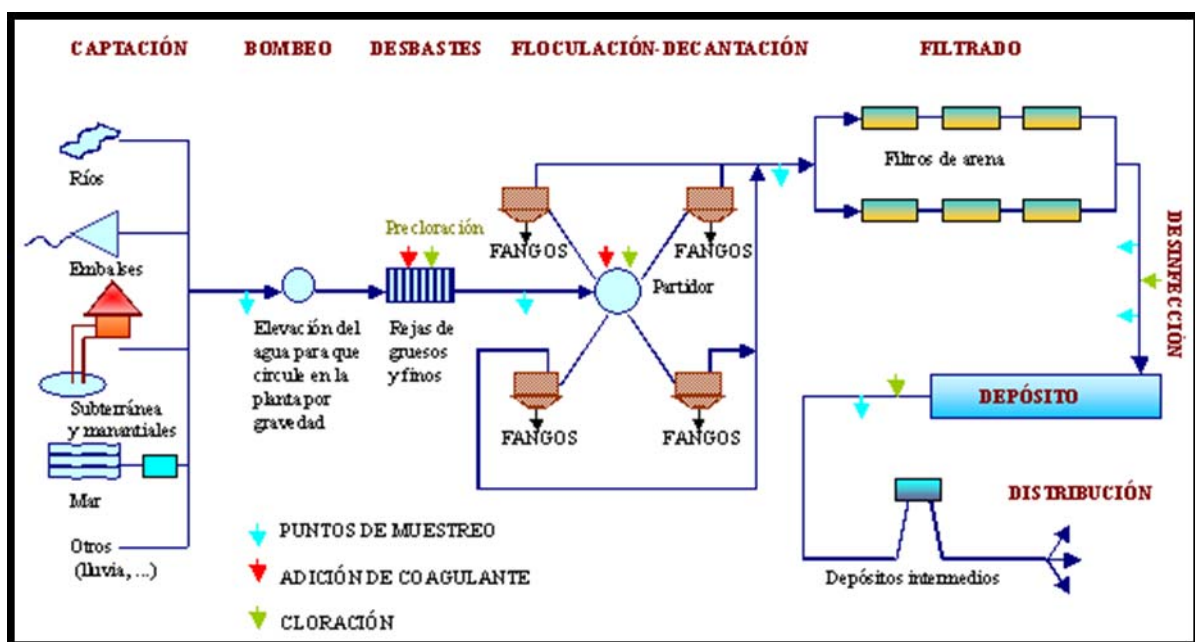 CAPTACIÓN
BOMBEO
DESBASTES
FLOCULACIÓN-DECANTACIÓN
FILTRADO
Ríos
Embalses
Subterránea
y manantiales
Mar
Otros
(lluvia, ...)
Elevación del
agua para que
circule en la
planta por
gravedad
Precloración
Rejas de
gruesos
y finos
FANGOS
FANGOS
Partidor
FANGOS
FANGOS
Filtros de arena
DESINFECCIÓN
DEPÓSITO
DISTRIBUCIÓN
Depósitos intermedios
PUNTOS DE MUESTREO
ADICIÓN DE COAGULANTE
CLORACIÓN